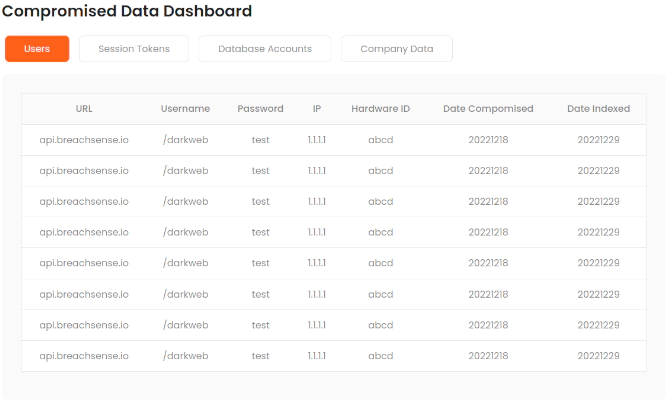 Compromised Data Dashboard
Users Session Tokens Database Accounts Company Data
URL Username Password IP Hardware ID Date Compomised Date Indexed
api.breachsense.io /darkweb test 1.1.1.1 abcd 20221218 20221229
api.breachsense.io /darkweb test 1.1.1.1 abcd 20221218 20221229
api.breachsense.io /darkweb test 1.1.1.1 abcd 20221218 20221229
api.breachsense.io /darkweb test 1.1.1.1 abcd 20221218 20221229
api.breachsense.io /darkweb test 1.1.1.1 abcd 20221218 20221229
api.breachsense.io /darkweb test 1.1.1.1 abcd 20221218 20221229
api.breachsense.io /darkweb test 1.1.1.1 abcd 20221218 20221229
api.breachsense.io /darkweb test 1.1.1.1 abcd 20221218 20221229